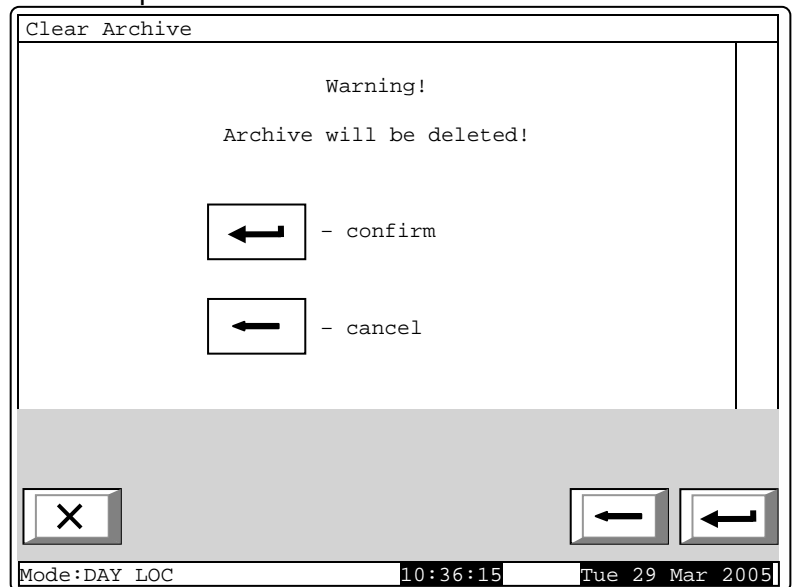 Clear Archive
Warning!
Archive will be deleted!
– confirm
– cancel
Mode:DAY LOC 10:36:15 Tue 29 Mar 2005